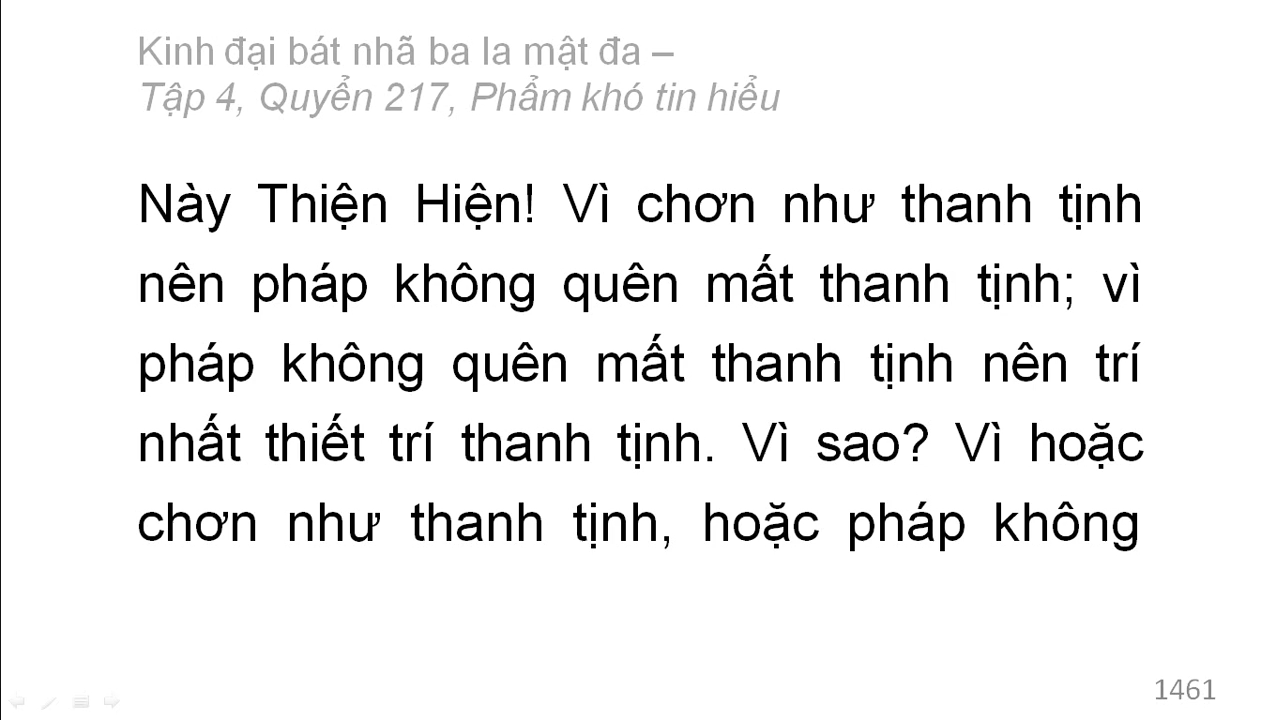 Kinh đại bát nhã ba la mật đa –
Tập 4, Quyển 217, Phẩm khó tin hiểu
Này Thiện Hiện! Vì chơn như thanh tịnh
nên pháp không quên mất thanh tịnh; vì
pháp không quên mất thanh tịnh nên trí
nhất thiết trí thanh tịnh. Vì sao? Vì hoặc
chơn như thanh tịnh, hoặc pháp không
1461